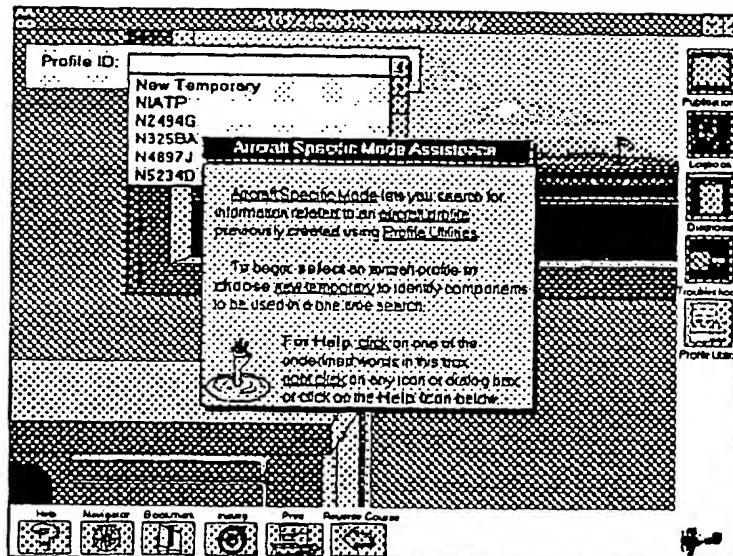 Profile ID:
New Temporary
NIATP
N2494G
N325BA
N4897J
N5234D
Aircraft Specific Mode Assistance
Aircraft Specific Mode lets you search for
information related to an aircraft profile
previously created using Profile Utilities.
To begin, select an aircraft profile or
choose new temporary to identify components
to be used in a one time search.
For Help, click on one of the
underlined words in this box,
right click on any icon or dialog box,
or click on the Help Icon below.
Publication
Logbook
Diagnosis
Profile Utilities
Help
Navigator
Bookmark
Print
Reverse Course